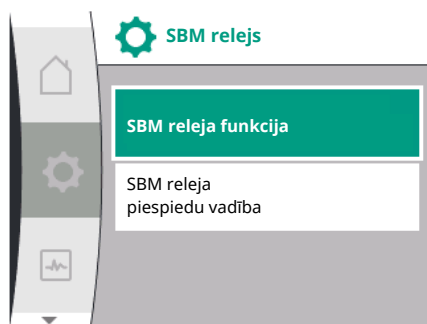 SBM relejs
SBM releja funkcija
SBM releja
piespiedu vadība